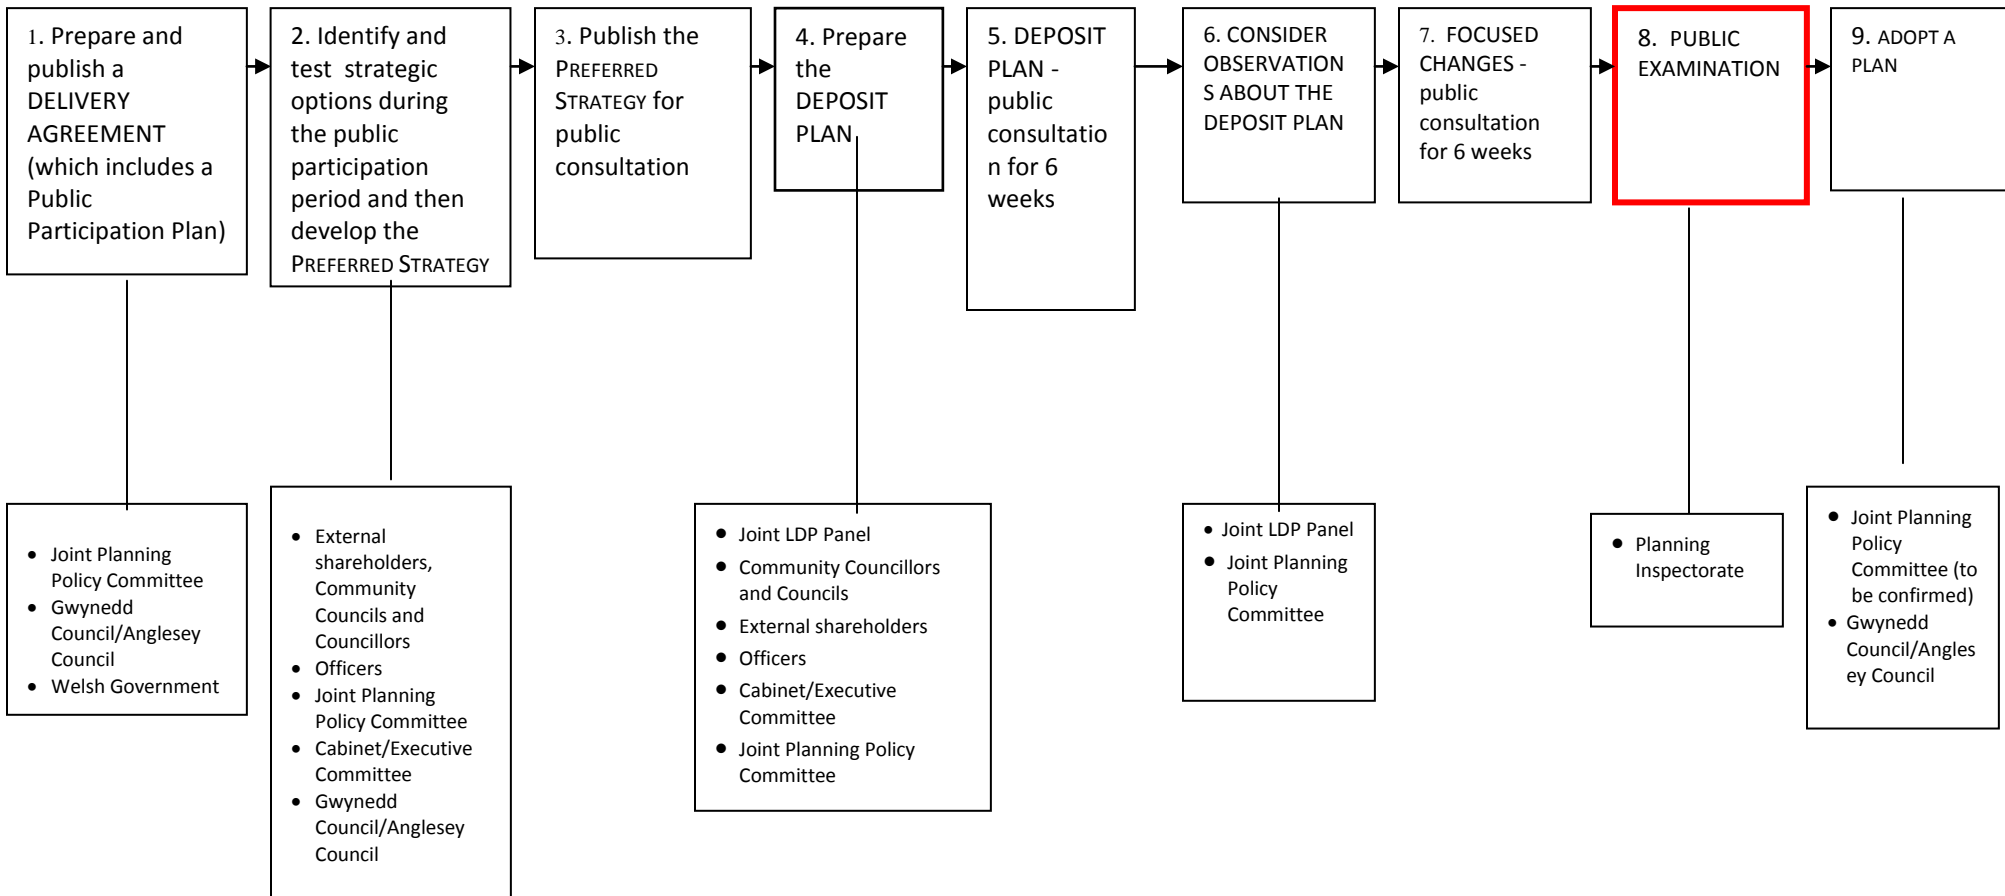 1. Prepare and
publish a
DELIVERY
AGREEMENT
(which includes a
Public
Participation Plan)
2. Identify and
test strategic
options during
the public
participation
period and then
develop the
PREFERRED STRATEGY
3. Publish the
PREFERRED
STRATEGY for
public
consultation
4. Prepare
the
DEPOSIT
PLAN
5. DEPOSIT
PLAN -
public
consultatio
n for 6
weeks
6. CONSIDER
OBSERVATION
S ABOUT THE
DEPOSIT PLAN
7. FOCUSED
CHANGES -
public
consultation
for 6 weeks
8. PUBLIC
EXAMINATION
9. ADOPT A
PLAN
• Joint Planning
Policy Committee
• Gwynedd
Council/Anglesey
Council
• Welsh Government
• External
shareholders,
Community
Councils and
Councillors
• Officers
• Joint Planning
Policy Committee
• Cabinet/Executive
Committee
• Gwynedd
Council/Anglesey
Council
• Joint LDP Panel
• Community Councillors
and Councils
• External shareholders
• Officers
• Cabinet/Executive
Committee
• Joint Planning Policy
Committee
• Joint LDP Panel
• Joint Planning
Policy
Committee
• Planning
Inspectorate
• Joint Planning
Policy
Committee (to
be confirmed)
• Gwynedd
Council/Angles
ey Council